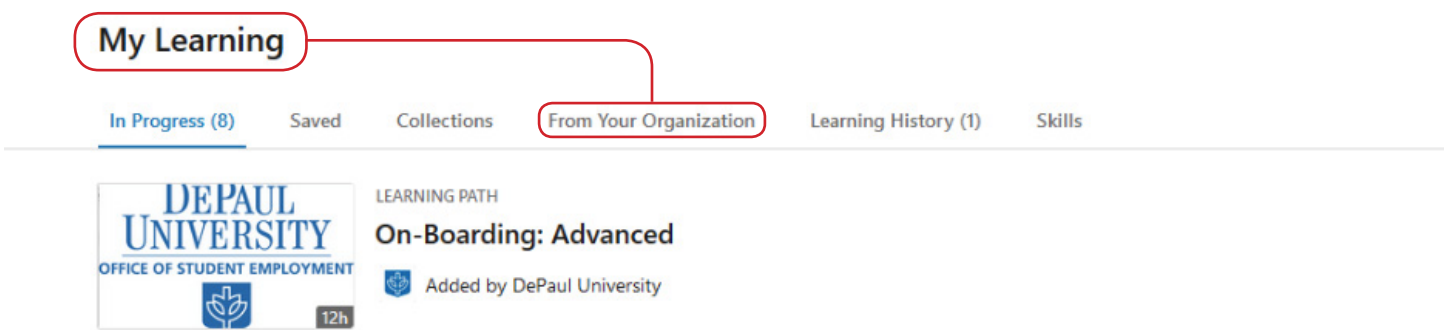 My Learning
In Progress (8) Saved Collections From Your Organization Learning History (1) Skills
DEPAUL
UNIVERSITY
OFFICE OF STUDENT EMPLOYMENT
12h
LEARNING PATH
On-Boarding: Advanced
Added by DePaul University